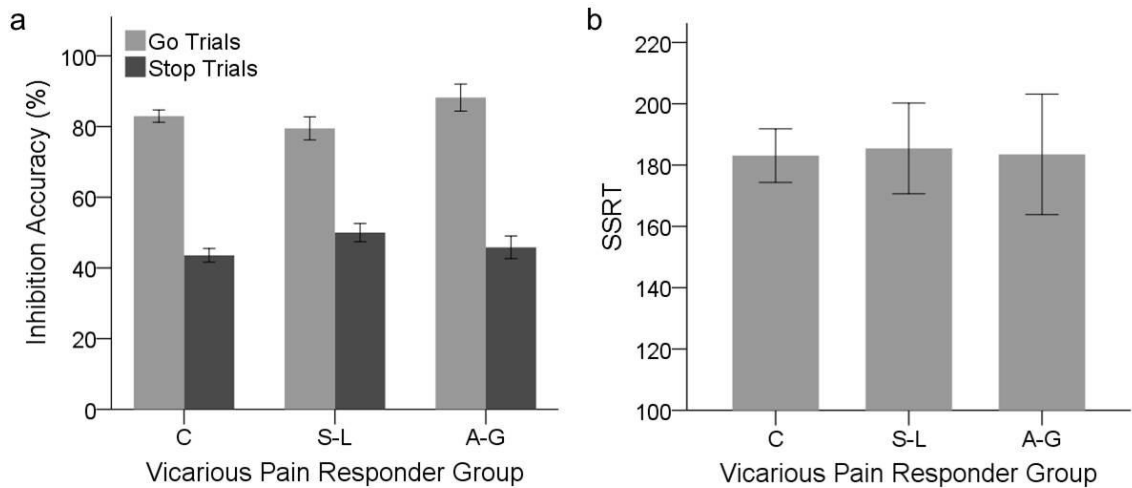 a
Go Trials
Stop Trials
Inhibition Accuracy (%)
100
80
60
40
20
0
C S-L A-G
Vicarious Pain Responder Group
b
SSRT
220
200
180
160
140
120
100
C S-L A-G
Vicarious Pain Responder Group